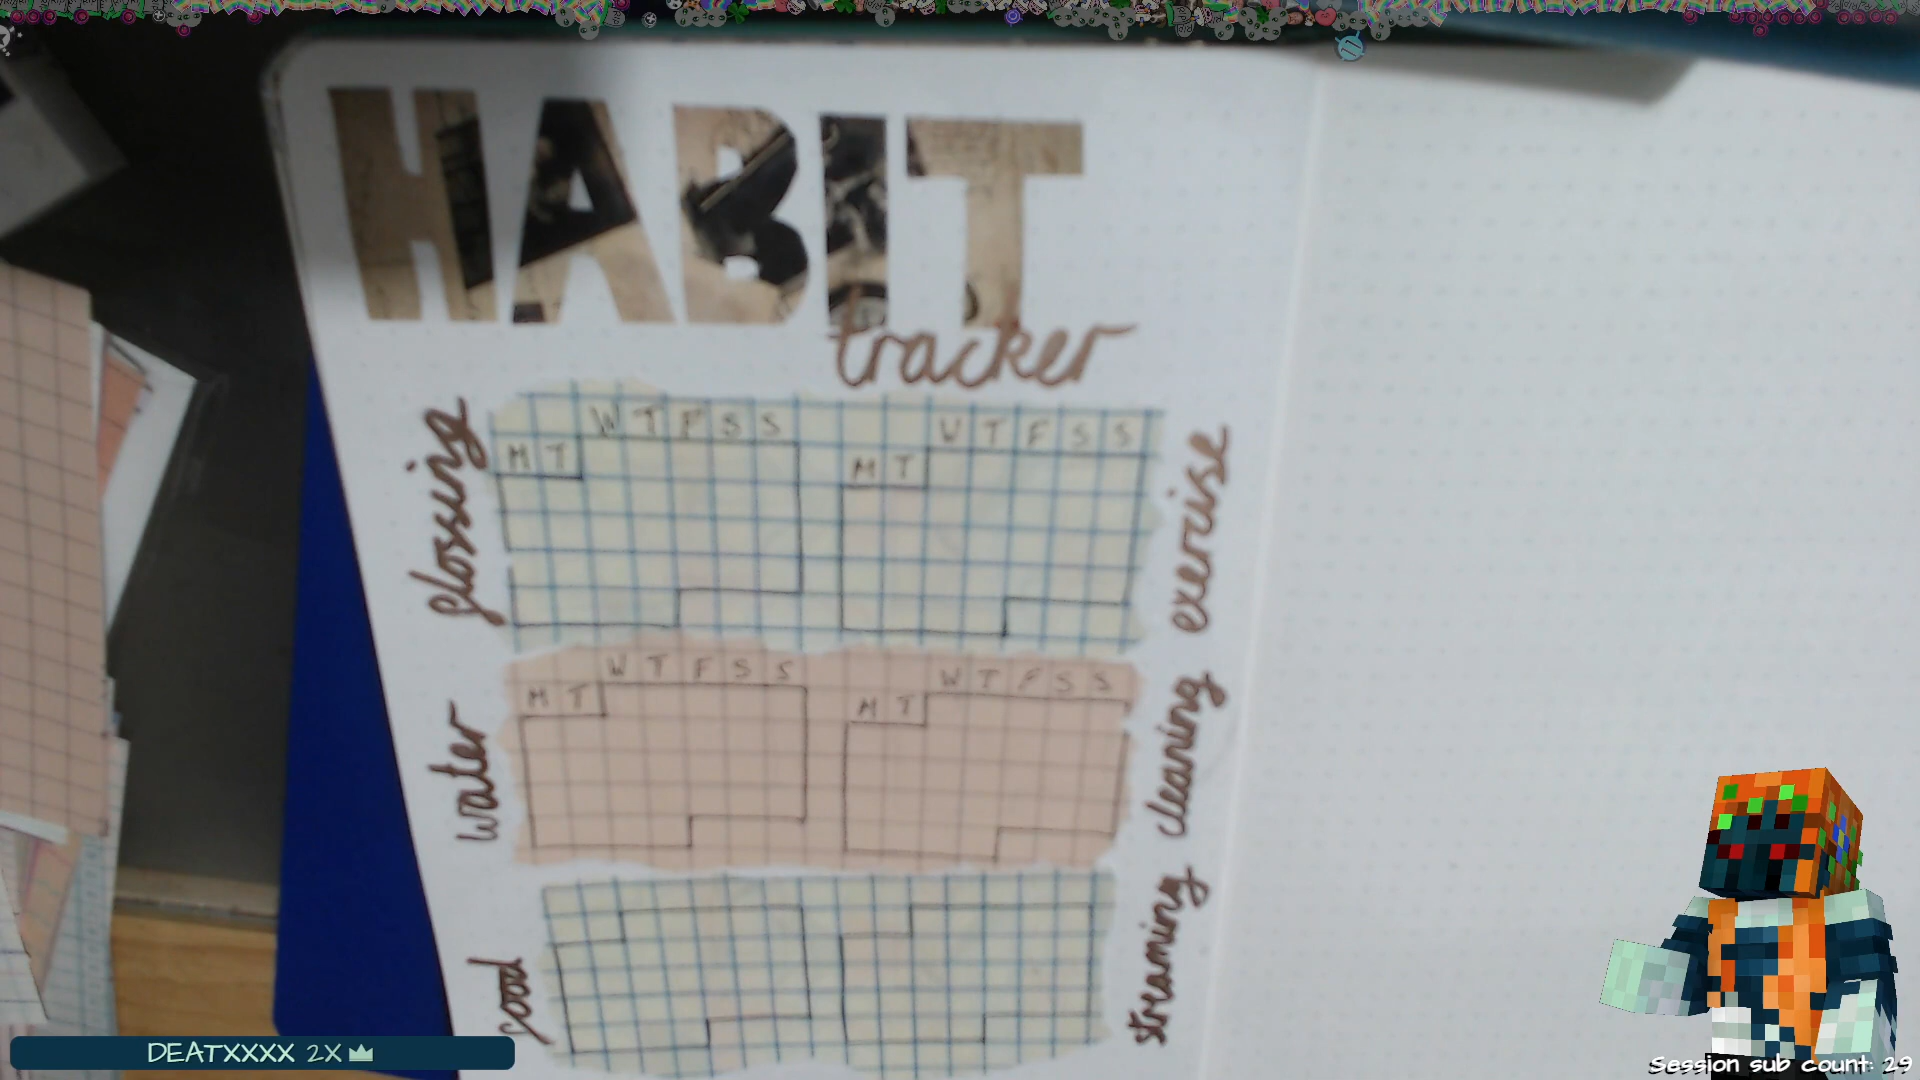 HABIT
tracker
flossing
W T F S S
M T
W T F S S
M T
exercise
water
W T F S S
M T
W T F S S
M T
cleaning
food
streaming
DEATXXXX 2X
Session sub count: 29